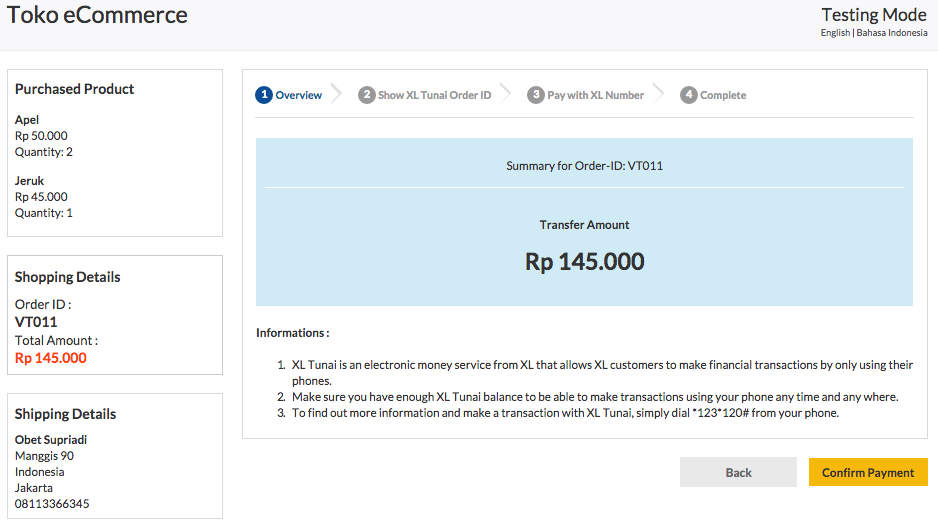 Toko eCommerce
Testing Mode
English | Bahasa Indonesia
Purchased Product
Apel
Rp 50.000
Quantity: 2
Jeruk
Rp 45.000
Quantity: 1
Shopping Details
Order ID :
VT011
Total Amount :
Rp 145.000
Shipping Details
Obet Supriadi
Manggis 90
Indonesia
Jakarta
08113366345
1 Overview
2 Show XL Tunai Order ID
3 Pay with XL Number
4 Complete
Summary for Order-ID: VT011
Transfer Amount
Rp 145.000
Informations :
1. XL Tunai is an electronic money service from XL that allows XL customers to make financial transactions by only using their
phones.
2. Make sure you have enough XL Tunai balance to be able to make transactions using your phone any time and any where.
3. To find out more information and make a transaction with XL Tunai, simply dial *123*120# from your phone.
Back
Confirm Payment